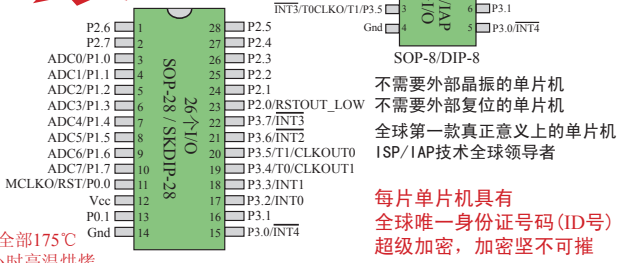 INT3/T0CLKO/T1/P3.5 3
6 P3.1
Gnd 4
5 P3.0/INT4
/IAP
I/O
SOP-8/DIP-8
P2.6 1
P2.7 2
ADC0/P1.0 3
ADC1/P1.1 4
ADC2/P1.2 5
ADC3/P1.3 6
ADC4/P1.4 7
ADC5/P1.5 8
ADC6/P1.6 9
ADC7/P1.7 10
MCLKO/RST/P0.0 11
Vcc 12
P0.1 13
Gnd 14
26个I/O
SOP-28 / SKDIP-28
28 P2.5
27 P2.4
26 P2.3
25 P2.2
24 P2.1
23 P2.0/RSTOUT_LOW
22 P3.7/INT3
21 P3.6/INT2
20 P3.5/T1/CLKOUT0
19 P3.4/T0/CLKOUT1
18 P3.3/INT1
17 P3.2/INT0
16 P3.1
15 P3.0/INT4
不需要外部晶振的单片机
不需要外部复位的单片机
全球第一款真正意义上的单片机
ISP/IAP技术全球领导者
每片单片机具有
全球唯一身份证号码(ID号)
超级加密，加密坚不可摧
全部175℃
时高温烘烤